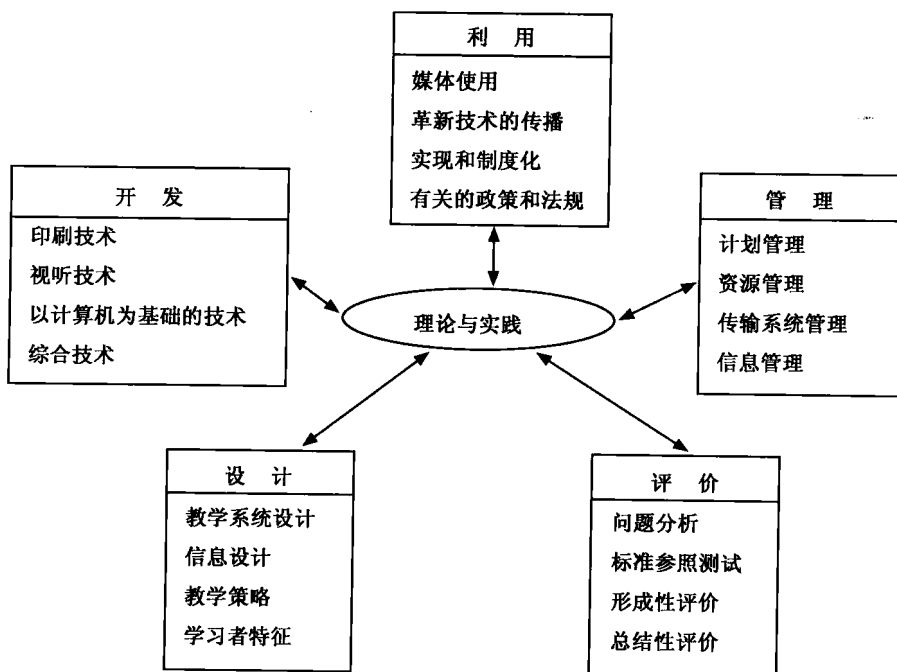 利 用
媒体使用
革新技术的传播
实现和制度化
有关的政策和法规
开 发
印刷技术
视听技术
以计算机为基础的技术
综合技术
管 理
计划管理
资源管理
传输系统管理
信息管理
理论与实践
设 计
教学系统设计
信息设计
教学策略
学习者特征
评 价
问题分析
标准参照测试
形成性评价
总结性评价